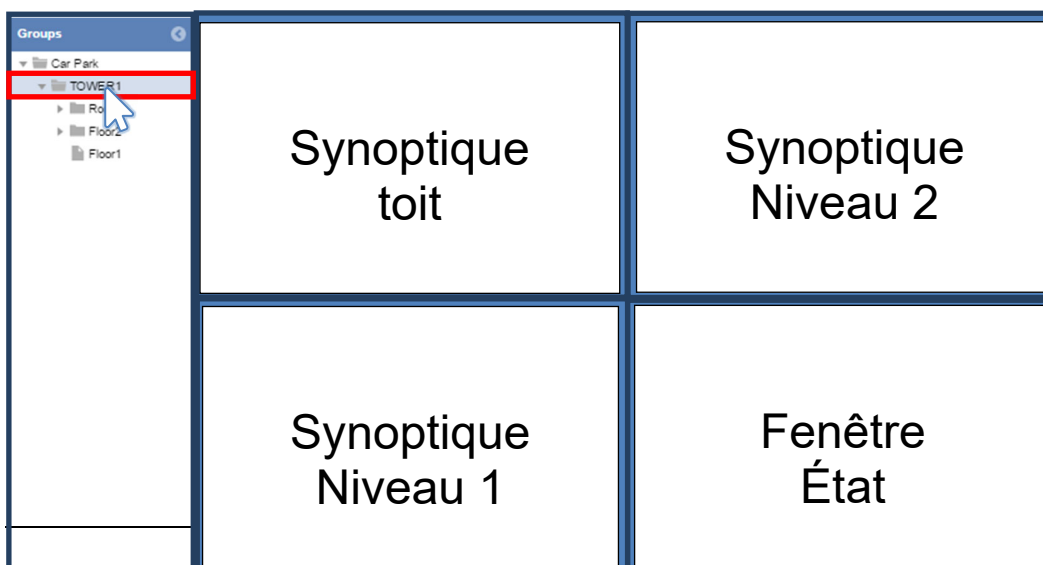 Groups
Car Park
TOWER1
Floor2
Floor1
Synoptique
toit
Synoptique
Niveau 2
Synoptique
Niveau 1
Fenêtre
État